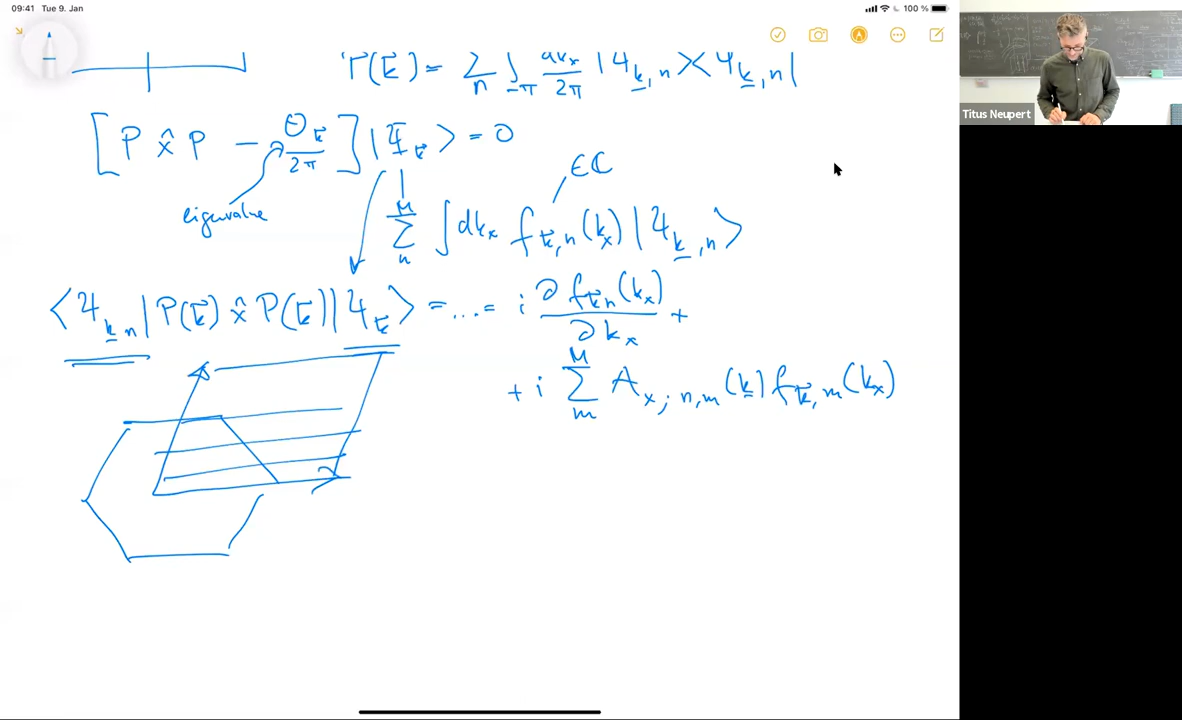 09:41 Tue 9. Jan
100 %
P(k̃) = Σ_n ∫_{-π} dk_x/2π |ψ_{k,n}><ψ_{k,n}|
[P x̂ P − θ_k̃/2π] |Ψ_k̃> = 0
eigenvalue
∈ ℂ
Σ_n^M ∫dk_x f_{k̃,n}(k_x) |ψ_{k,n}>
<ψ_{k n}| P(k̃) x̂ P(k̃) |Ψ_k̃> = ... = i ∂f_{k̃n}(k_x)/∂k_x +
+ i Σ_m^M A_{x; n,m}(k) f_{k̃,m}(k_x)
Titus Neupert